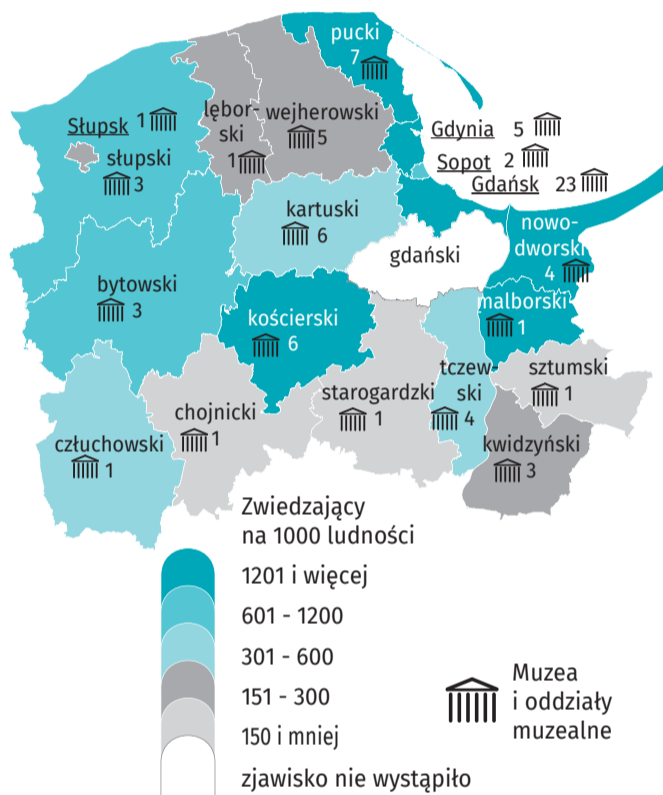 pucki
7
Słupsk 1
słupski
3
lębor-
ski
1
wejherowski
5
Gdynia 5
Sopot 2
Gdańsk 23
kartuski
6
gdański
nowo-
dworski
4
bytowski
3
kościerski
6
malborski
1
człuchowski
1
chojnicki
1
starogardzki
1
tczew-
ski
4
sztumski
1
kwidzyński
3
Zwiedzający
na 1000 ludności
1201 i więcej
601 - 1200
301 - 600
151 - 300
150 i mniej
zjawisko nie wystąpiło
Muzea
i oddziały
muzealne